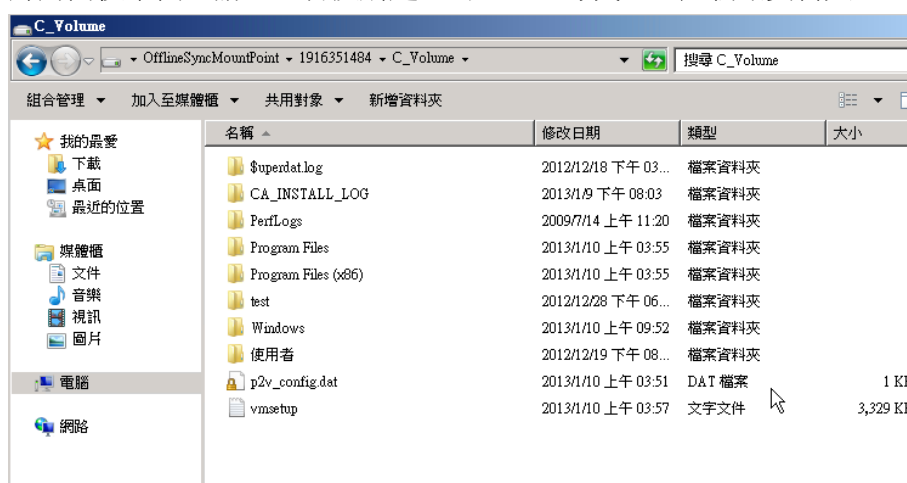 C_Volume
OfflineSyncMountPoint 1916351484 C_Volume 搜尋 C_Volume
組合管理 加入至媒體櫃 共用對象 新增資料夾
名稱 修改日期 類型 大小
我的最愛
下載
桌面
最近的位置
媒體櫃
文件
音樂
視訊
圖片
電腦
網路
$uperdat.log 2012/12/18 下午 03... 檔案資料夾
CA_INSTALL_LOG 2013/1/9 下午 08:03 檔案資料夾
PerfLogs 2009/7/14 上午 11:20 檔案資料夾
Program Files 2013/1/10 上午 03:55 檔案資料夾
Program Files (x86) 2013/1/10 上午 03:55 檔案資料夾
test 2012/12/28 下午 06... 檔案資料夾
Windows 2013/1/10 上午 09:52 檔案資料夾
使用者 2012/12/19 下午 08... 檔案資料夾
p2v_config.dat 2013/1/10 上午 03:51 DAT 檔案 1
vmsetup 2013/1/10 上午 03:57 文字文件 3,329